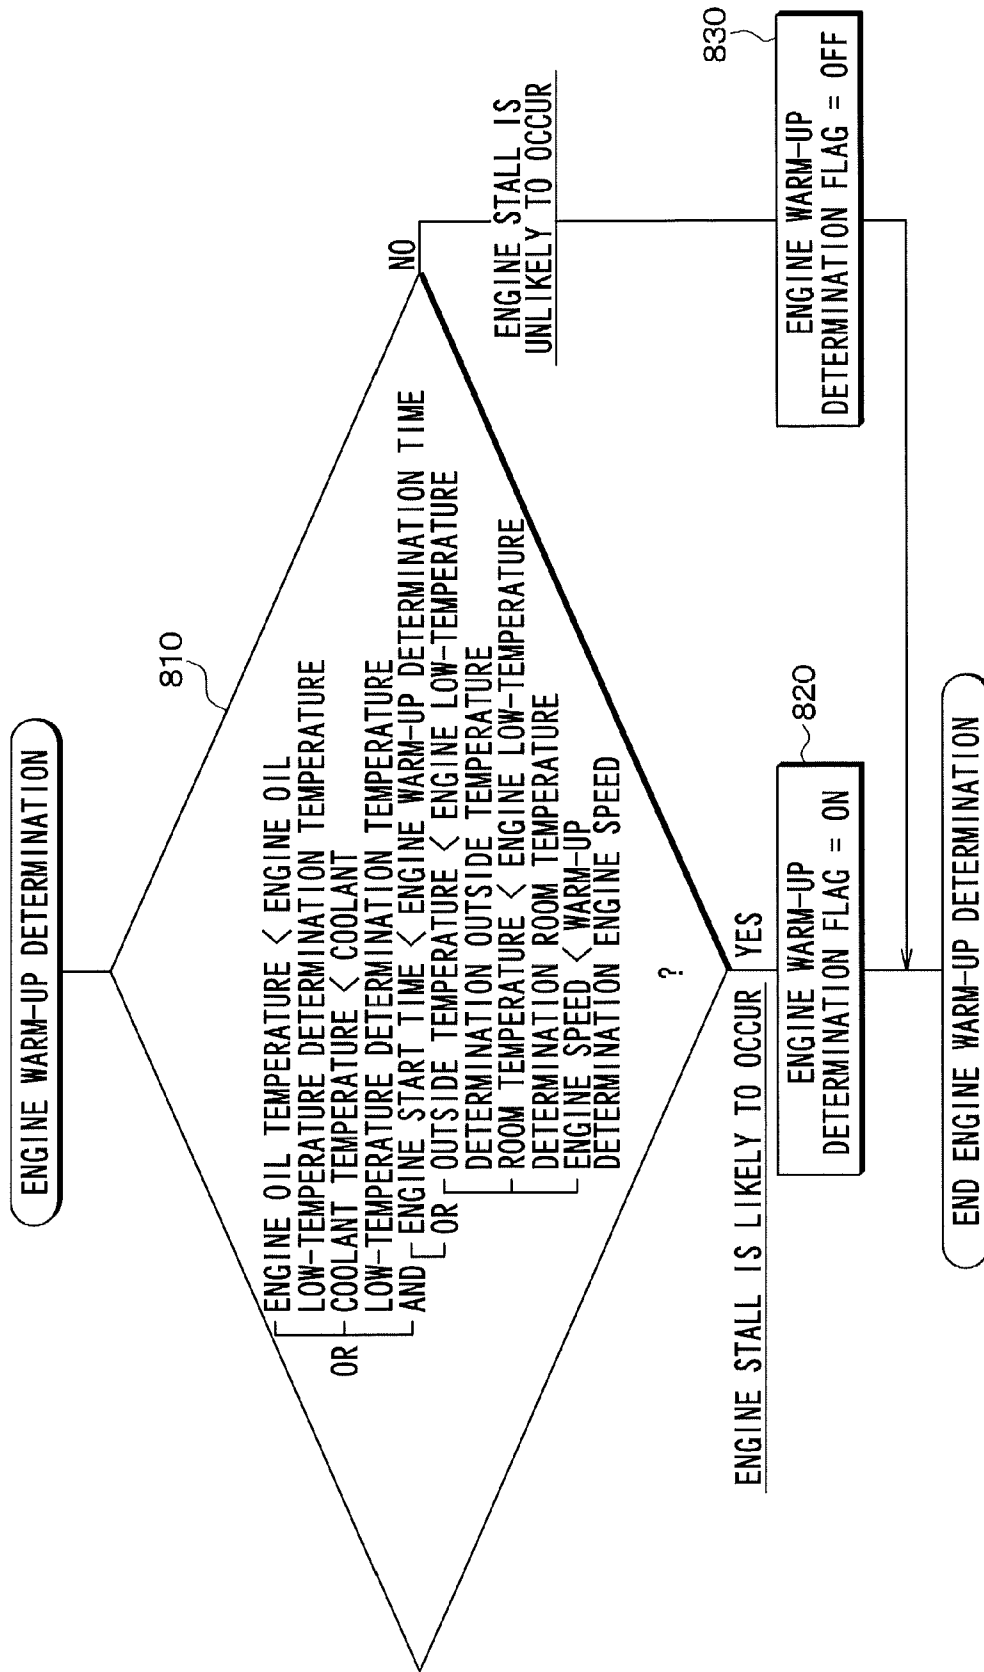 ENGINE WARM-UP DETERMINATION
810
ENGINE OIL TEMPERATURE < ENGINE OIL
LOW-TEMPERATURE DETERMINATION TEMPERATURE
OR
COOLANT TEMPERATURE < COOLANT
LOW-TEMPERATURE DETERMINATION TEMPERATURE
AND
ENGINE START TIME < ENGINE WARM-UP DETERMINATION TIME
OR
OUTSIDE TEMPERATURE < ENGINE LOW-TEMPERATURE
DETERMINATION OUTSIDE TEMPERATURE
ROOM TEMPERATURE < ENGINE LOW-TEMPERATURE
DETERMINATION ROOM TEMPERATURE
ENGINE SPEED < WARM-UP
DETERMINATION ENGINE SPEED
?
NO
ENGINE STALL IS
UNLIKELY TO OCCUR
YES
ENGINE STALL IS LIKELY TO OCCUR
820
ENGINE WARM-UP
DETERMINATION FLAG = ON
830
ENGINE WARM-UP
DETERMINATION FLAG = OFF
END ENGINE WARM-UP DETERMINATION